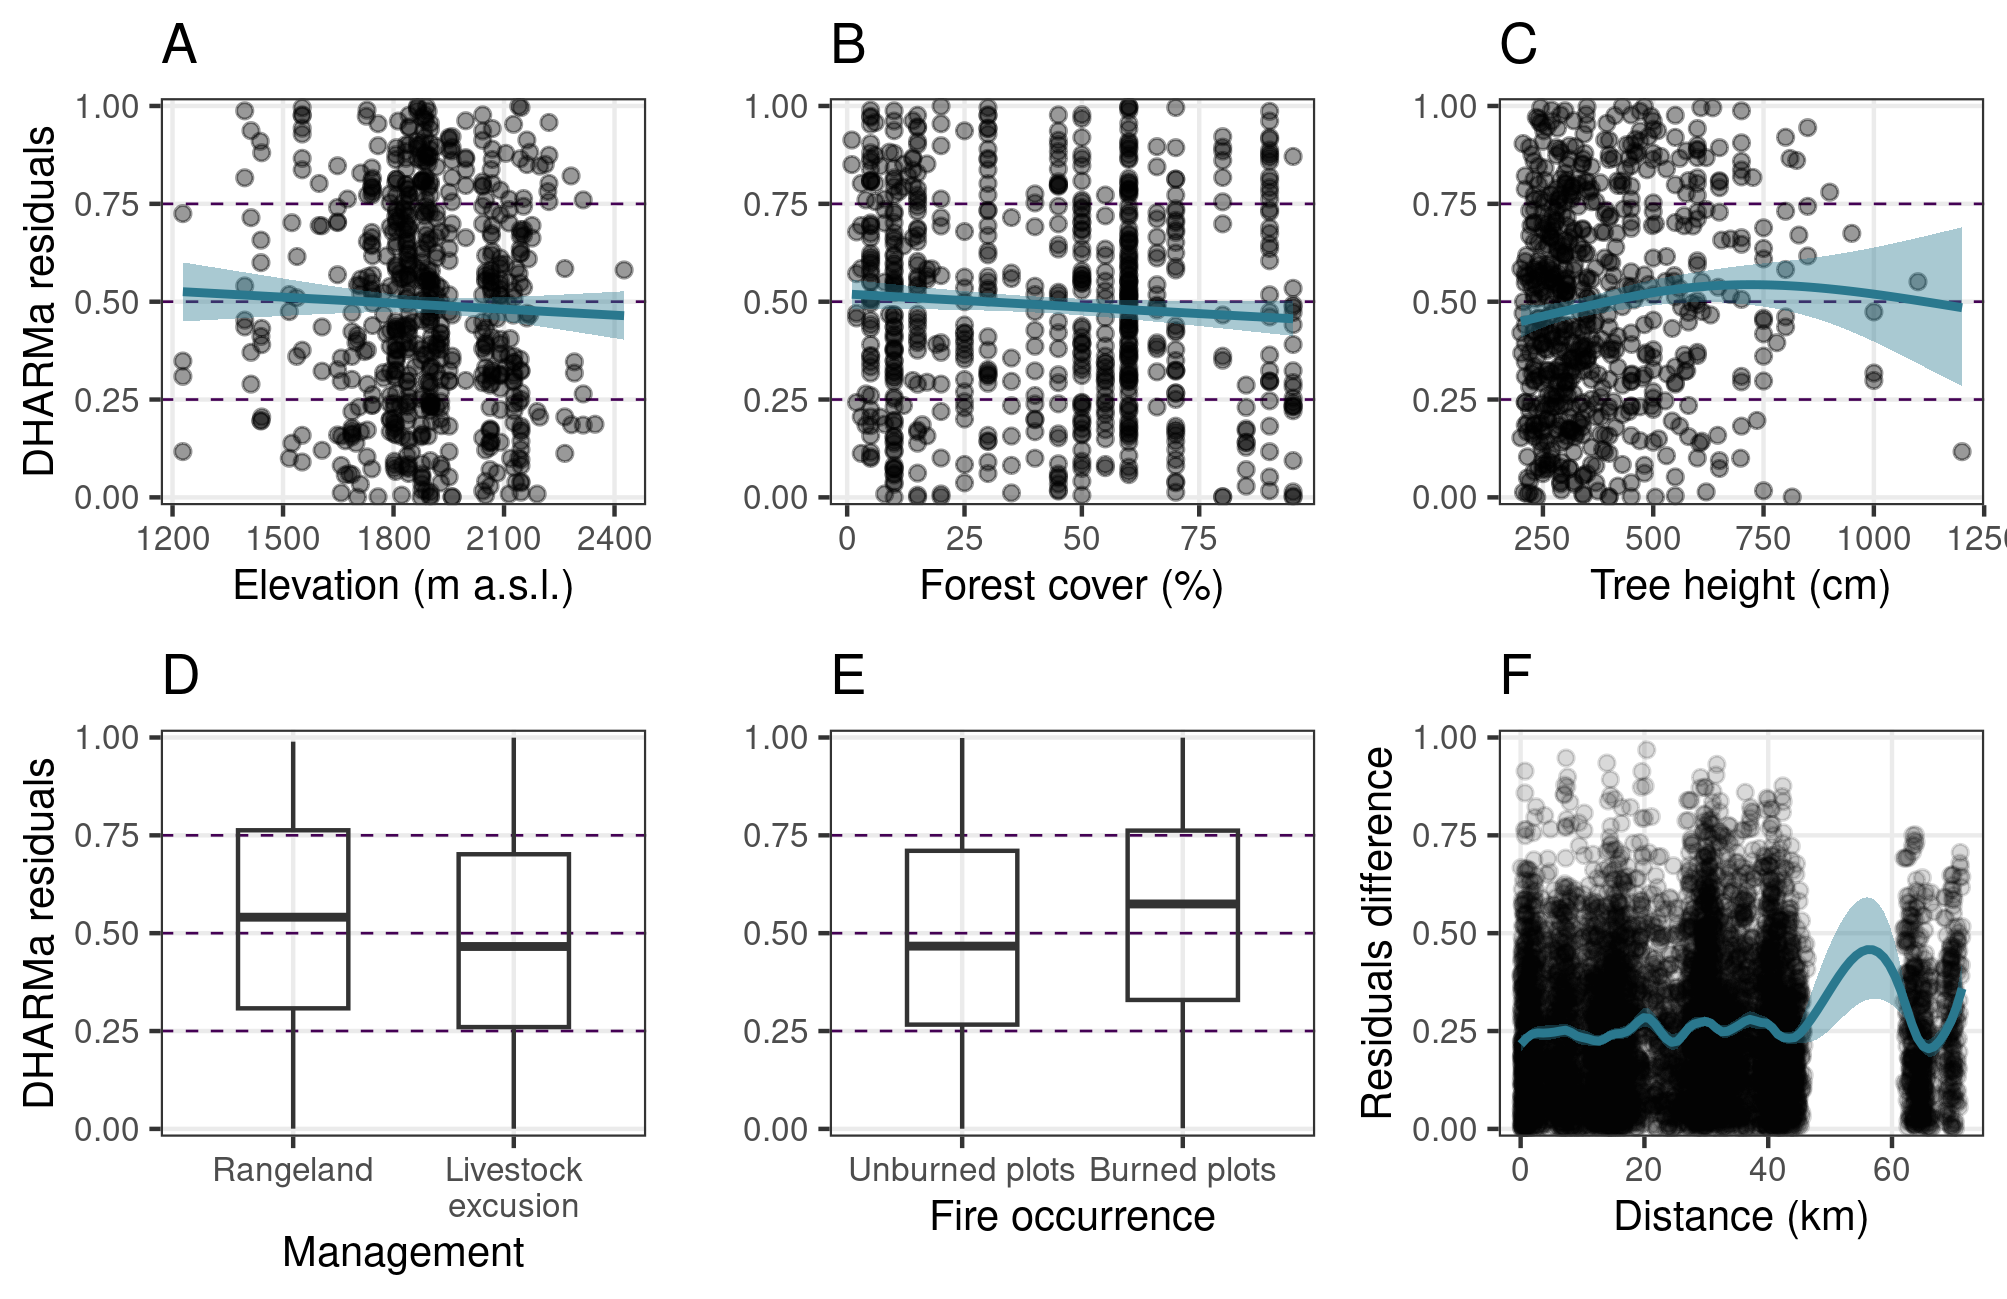 A
B
C
DHARMa residuals
1.00
0.75
0.50
0.25
0.00
1200 1500 1800 2100 2400
Elevation (m a.s.l.)
1.00
0.75
0.50
0.25
0.00
0 25 50 75
Forest cover (%)
1.00
0.75
0.50
0.25
0.00
250 500 750 1000 125
Tree height (cm)
D
E
F
DHARMa residuals
1.00
0.75
0.50
0.25
0.00
Rangeland Livestock
excusion
Management
1.00
0.75
0.50
0.25
0.00
Unburned plots Burned plots
Fire occurrence
Residuals difference
1.00
0.75
0.50
0.25
0.00
0 20 40 60
Distance (km)